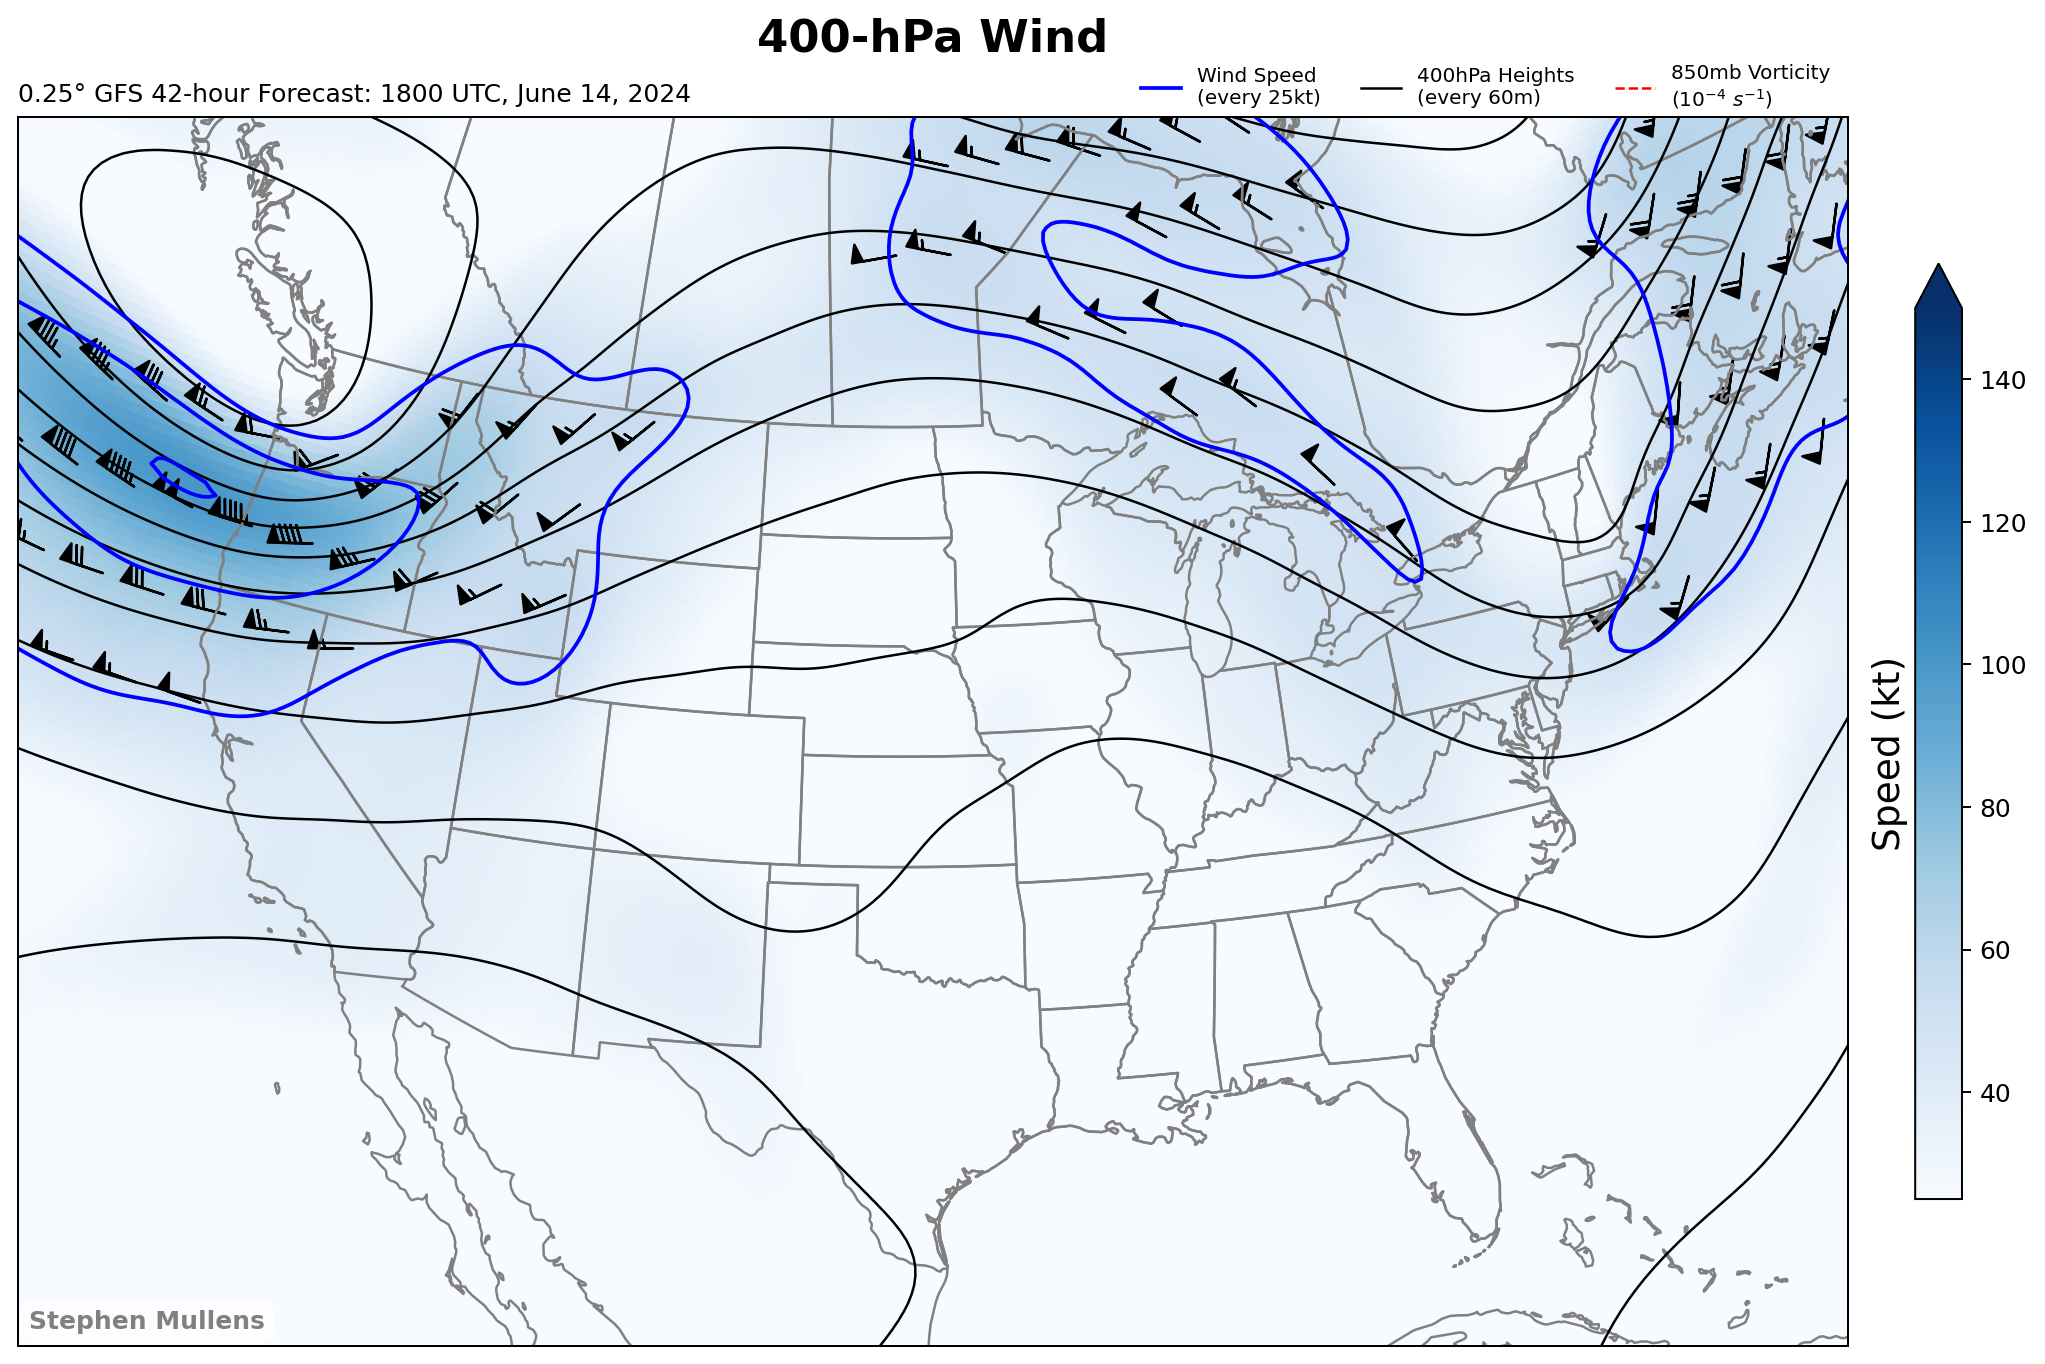 400-hPa Wind
0.25° GFS 42-hour Forecast: 1800 UTC, June 14, 2024
Wind Speed
(every 25kt)
400hPa Heights
(every 60m)
850mb Vorticity
(10⁻⁴ s⁻¹)
140
120
100
80
60
40
Speed (kt)
Stephen Mullens